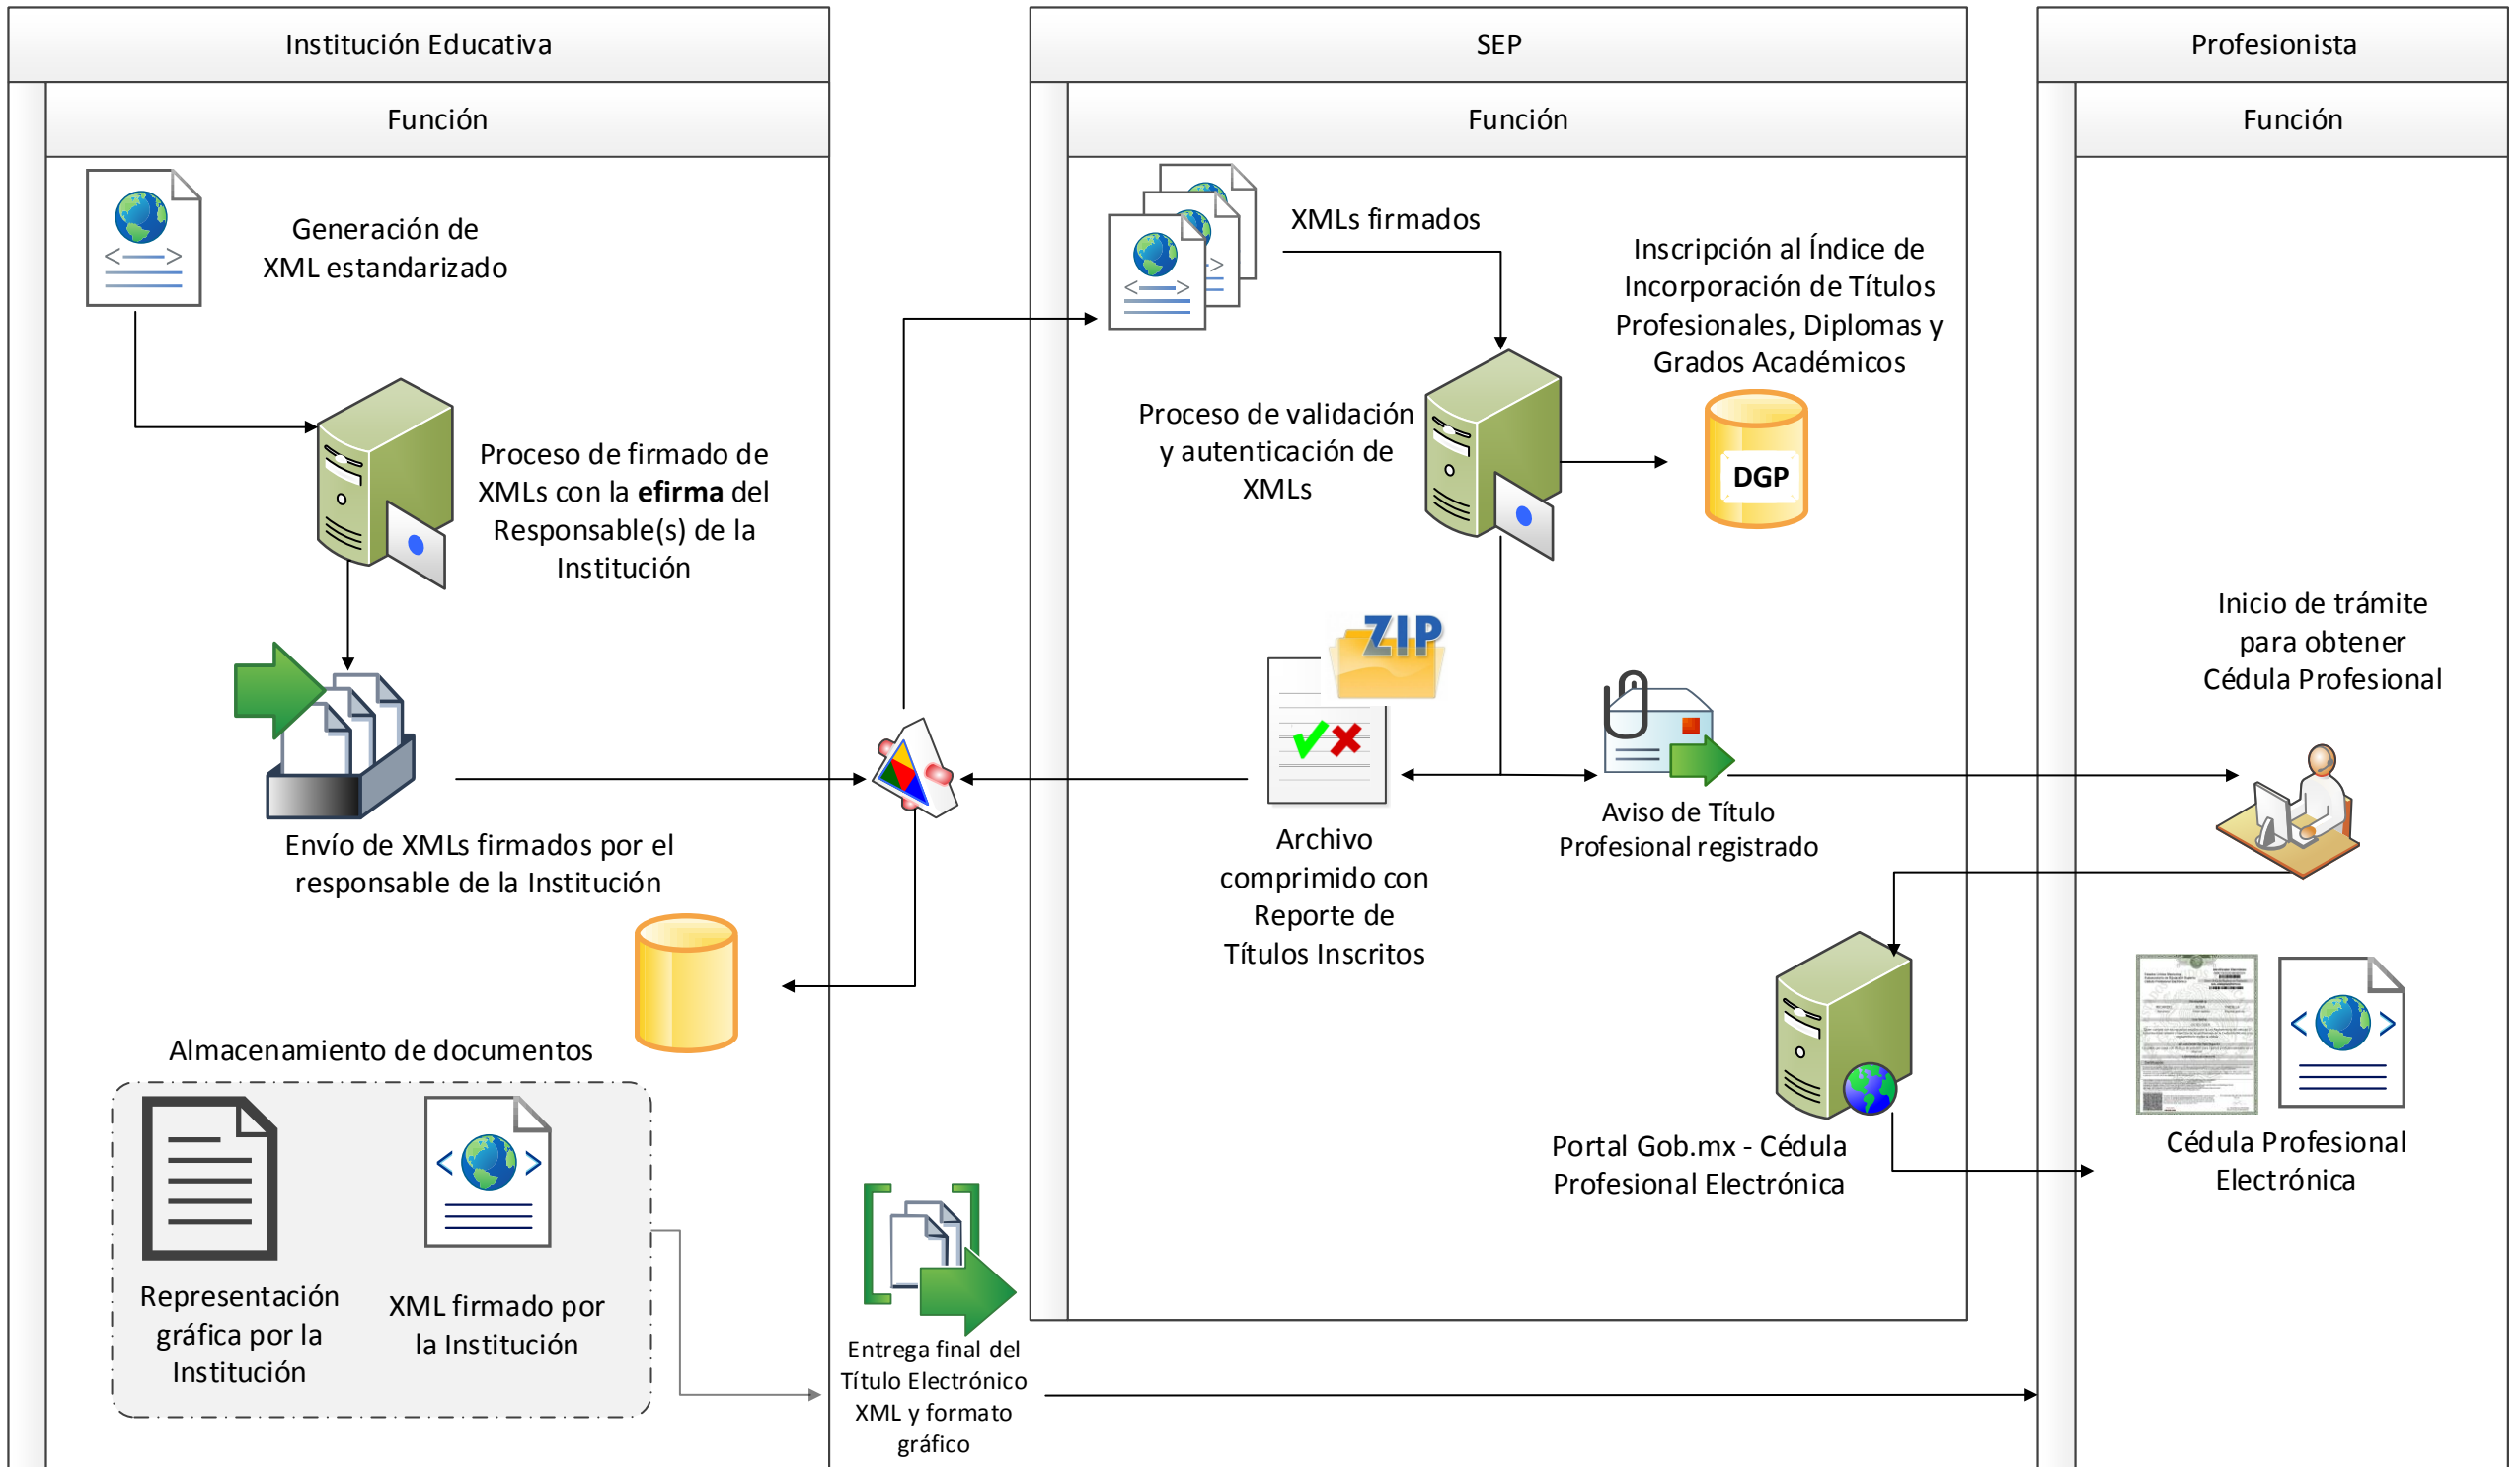 Institución Educativa
Función
Generación de
XML estandarizado
Proceso de firmado de
XMLs con la efirma del
Responsable(s) de la
Institución
Envío de XMLs firmados por el
responsable de la Institución
Almacenamiento de documentos
Representación
gráfica por la
Institución
XML firmado por
la Institución
Entrega final del
Título Electrónico
XML y formato
gráfico
SEP
Función
XMLs firmados
Inscripción al Índice de
Incorporación de Títulos
Profesionales, Diplomas y
Grados Académicos
DGP
Proceso de validación
y autenticación de
XMLs
ZIP
Archivo
comprimido con
Reporte de
Títulos Inscritos
Aviso de Título
Profesional registrado
Portal Gob.mx - Cédula
Profesional Electrónica
Profesionista
Función
Inicio de trámite
para obtener
Cédula Profesional
Cédula Profesional
Electrónica